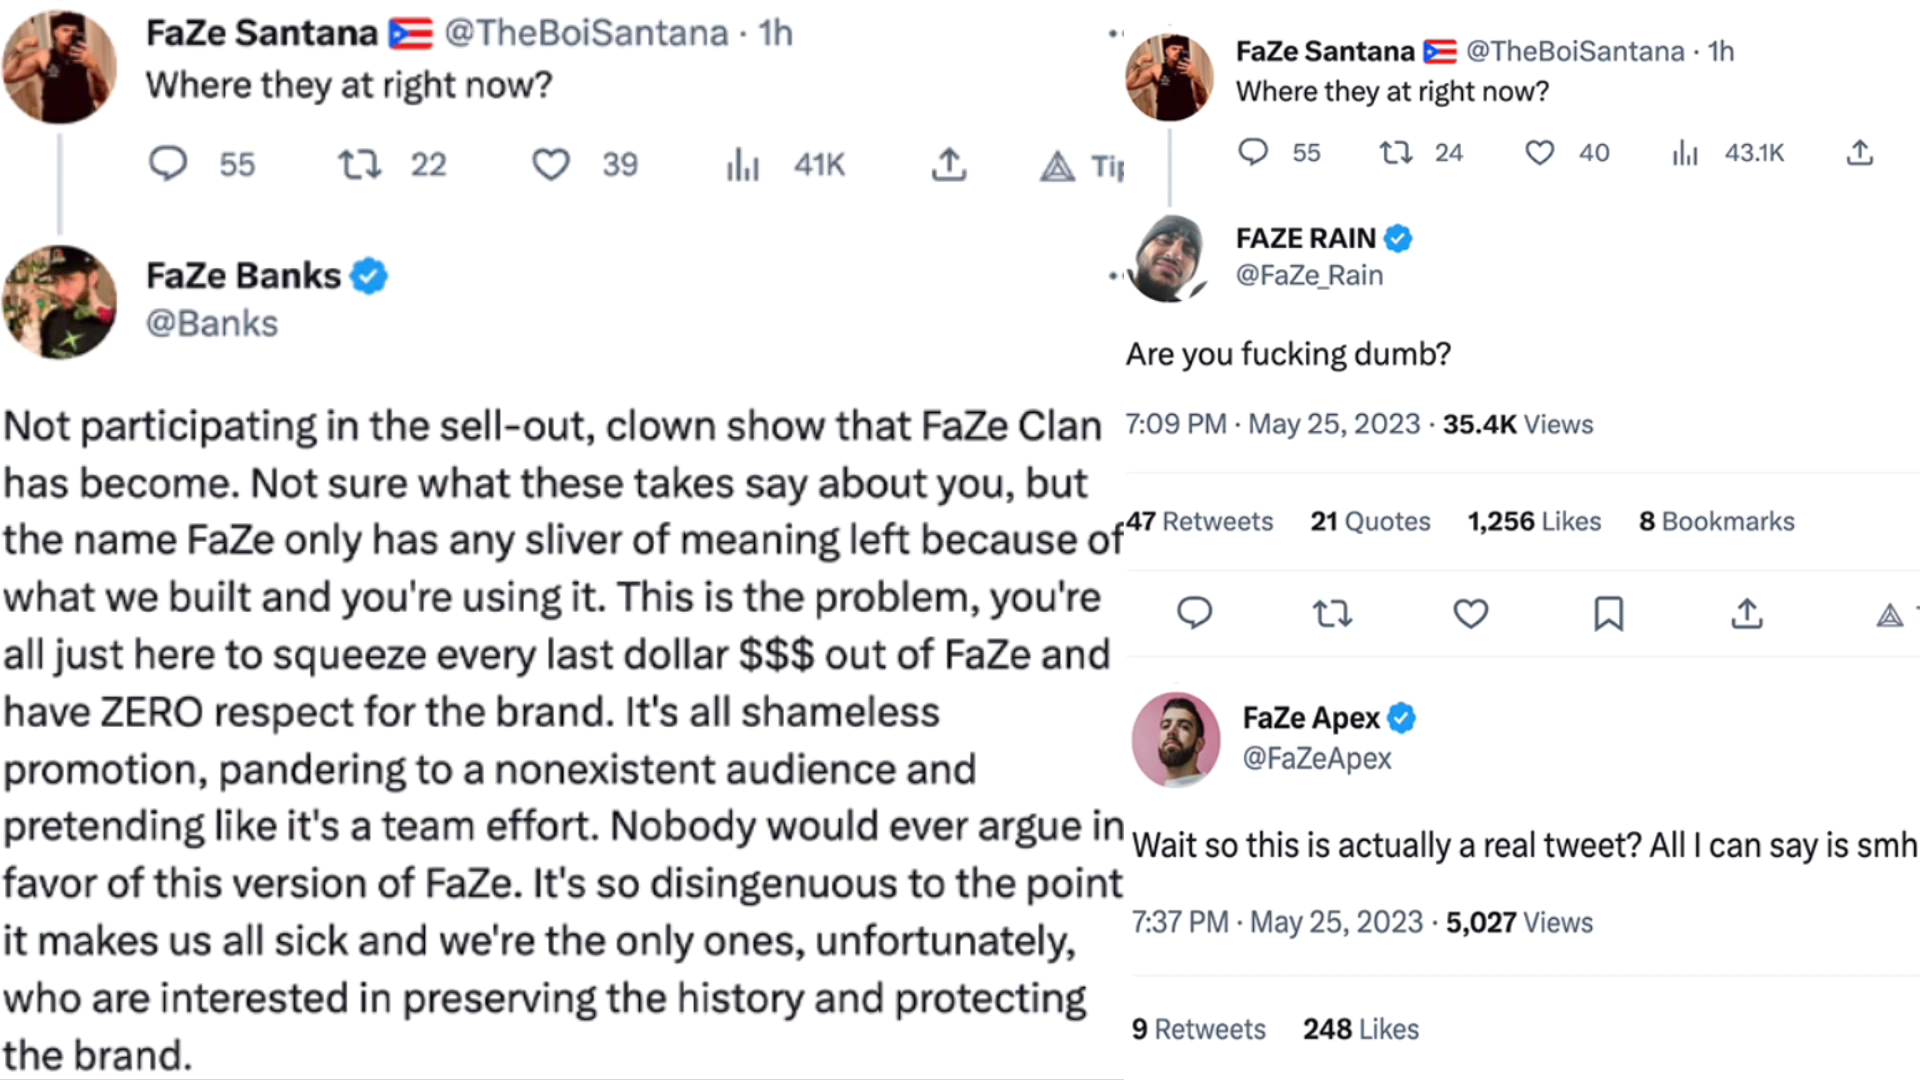 FaZe Santana 🇵🇷 @TheBoiSantana · 1h
Where they at right now?
55 22 39 41K Tip
FaZe Banks
@Banks
Not participating in the sell-out, clown show that FaZe Clan
has become. Not sure what these takes say about you, but
the name FaZe only has any sliver of meaning left because of
what we built and you're using it. This is the problem, you're
all just here to squeeze every last dollar $$$ out of FaZe and
have ZERO respect for the brand. It's all shameless
promotion, pandering to a nonexistent audience and
pretending like it's a team effort. Nobody would ever argue in
favor of this version of FaZe. It's so disingenuous to the point
it makes us all sick and we're the only ones, unfortunately,
who are interested in preserving the history and protecting
the brand.
FaZe Santana 🇵🇷 @TheBoiSantana · 1h
Where they at right now?
55 24 40 43.1K
FAZE RAIN
@FaZe_Rain
Are you fucking dumb?
7:09 PM · May 25, 2023 · 35.4K Views
47 Retweets 21 Quotes 1,256 Likes 8 Bookmarks
FaZe Apex
@FaZeApex
Wait so this is actually a real tweet? All I can say is smh
7:37 PM · May 25, 2023 · 5,027 Views
9 Retweets 248 Likes